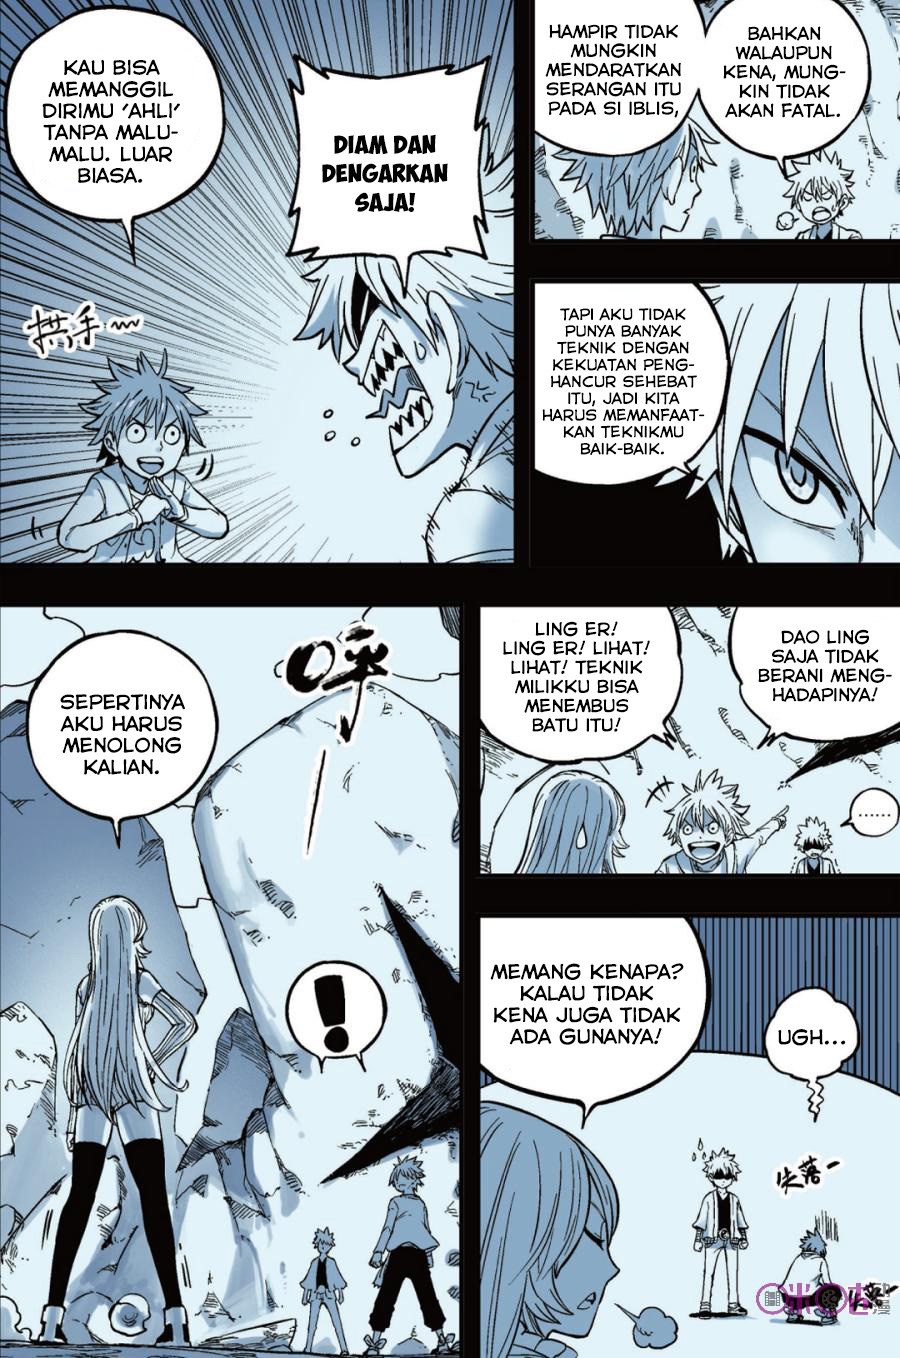 KAU BISA
MEMANGGIL
DIRIMU 'AHLI'
TANPA MALU-
MALU. LUAR
BIASA.
DIAM DAN
DENGARKAN
SAJA!
拱手
HAMPIR TIDAK
MUNGKIN
MENDARATKAN
SERANGAN ITU
PADA SI IBLIS,
BAHKAN
WALAUPUN
KENA, MUNG-
KIN TIDAK
AKAN FATAL.
TAPI AKU TIDAK
PUNYA BANYAK
TEKNIK DENGAN
KEKUATAN PENG-
HANCUR SEHEBAT
ITU, JADI KITA
HARUS MEMANFAAT-
KAN TEKNIKMU
BAIK-BAIK.
SEPERTINYA
AKU HARUS
MENOLONG
KALIAN.
呼
!
LING ER!
LING ER! LIHAT!
LIHAT! TEKNIK
MILIKKU BISA
MENEMBUS
BATU ITU!
DAO LING
SAJA TIDAK
BERANI MENG-
HADAPINYA!
......
MEMANG KENAPA?
KALAU TIDAK
KENA JUGA TIDAK
ADA GUNANYA!
UGH...
失落
咪咕